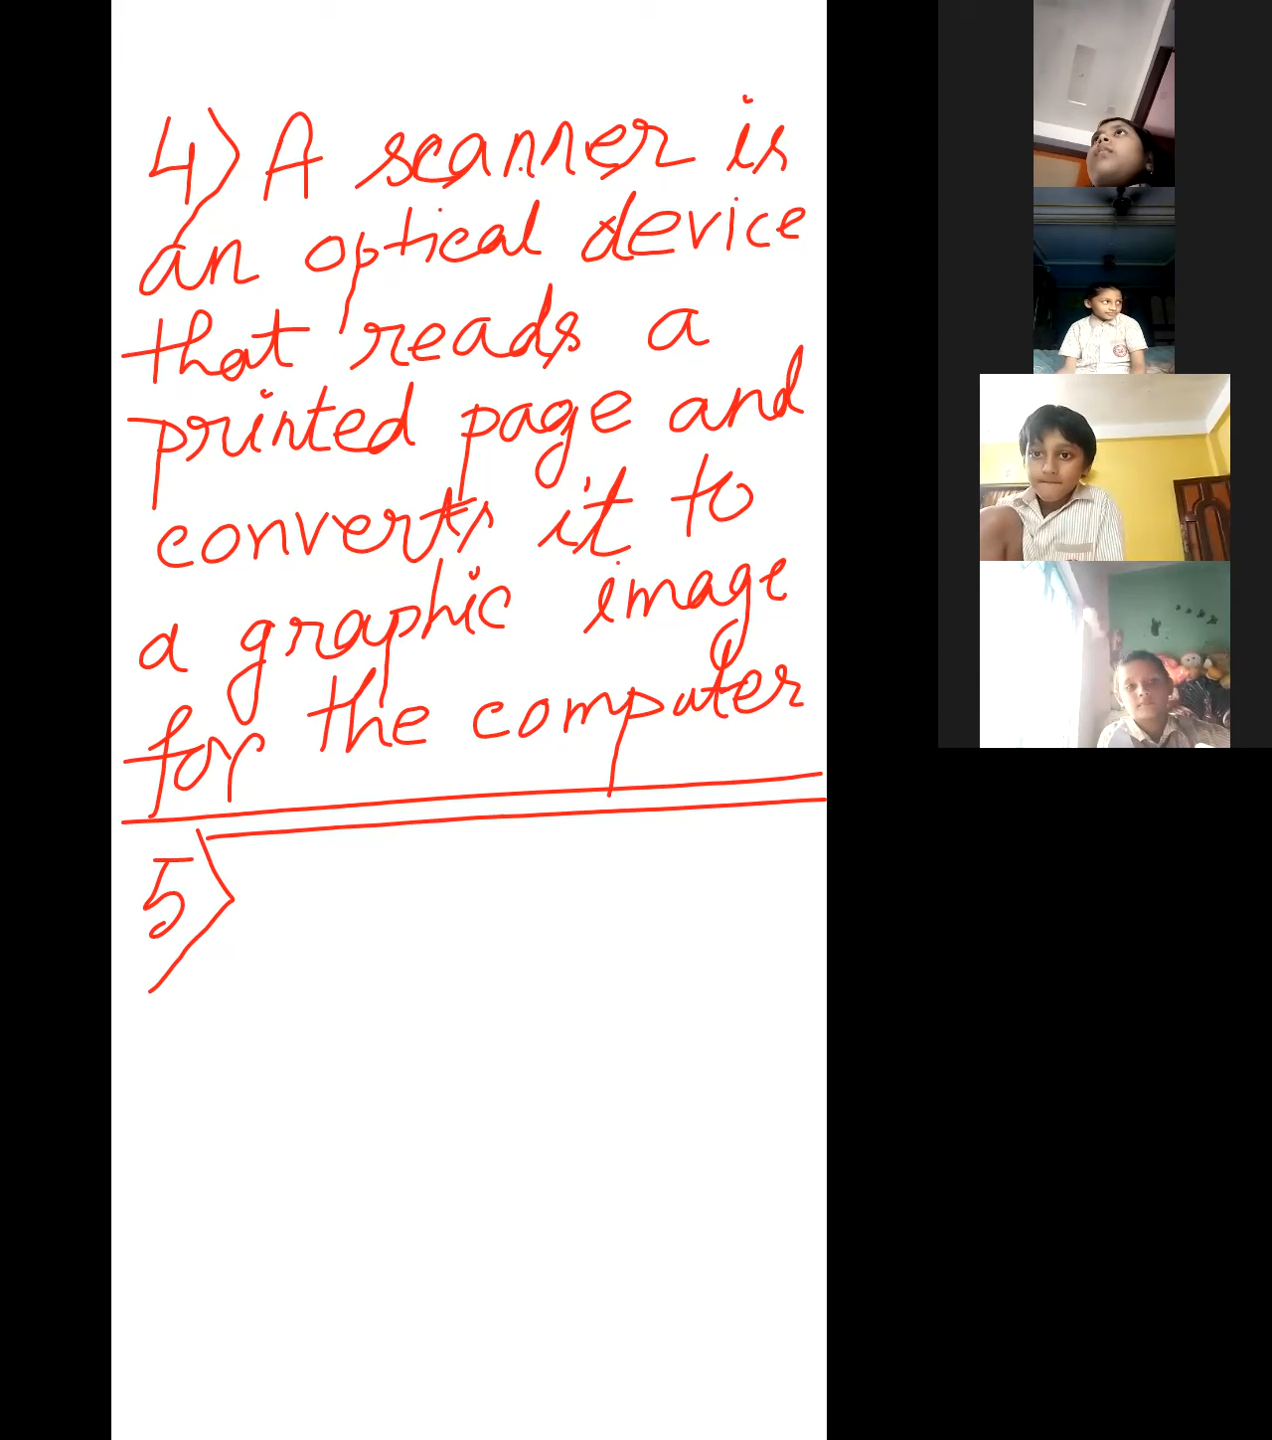 4) A scanner is
an optical device
that reads a
printed page and
converts it to
a graphic image
for the computer
5)